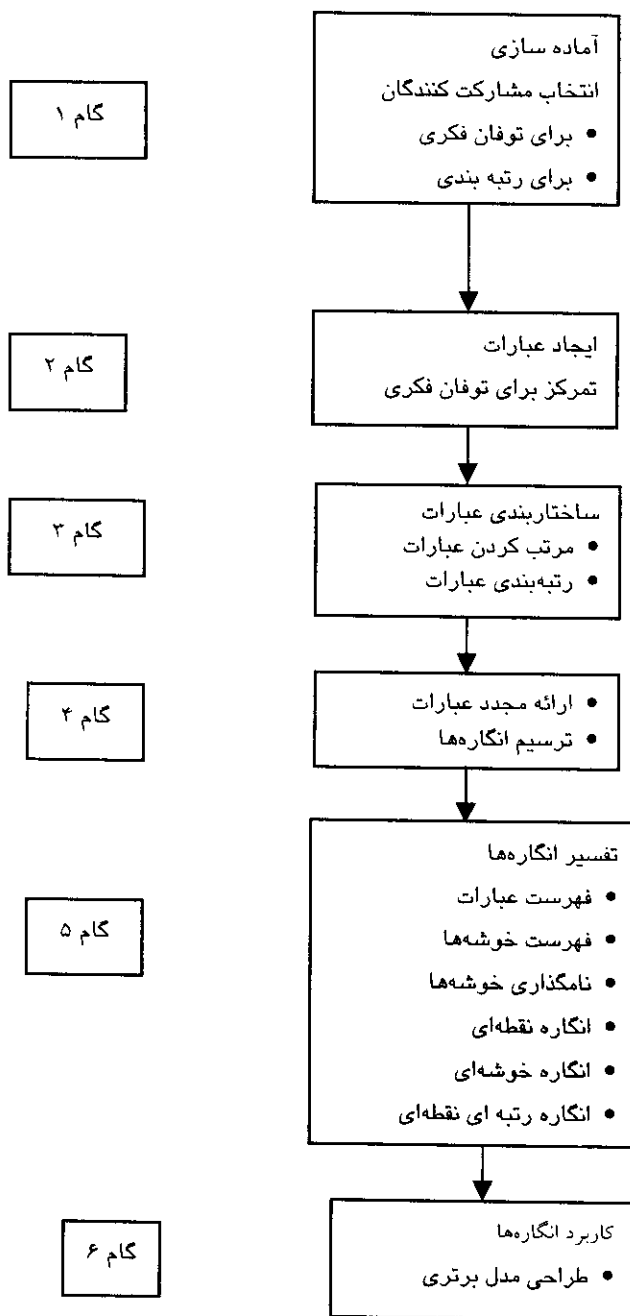 آماده سازی
انتخاب مشارکت کنندگان
• برای توفان فکری
• برای رتبه بندی
گام ۱
ایجاد عبارات
تمرکز برای توفان فکری
گام ۲
ساختاربندی عبارات
• مرتب کردن عبارات
• رتبه‌بندی عبارات
گام ۳
• ارائه مجدد عبارات
• ترسیم انگاره‌ها
گام ۴
تفسیر انگاره‌ها
• فهرست عبارات
• فهرست خوشه‌ها
• نامگذاری خوشه‌ها
• انگاره نقطه‌ای
• انگاره خوشه‌ای
• انگاره رتبه ای نقطه‌ای
گام ۵
کاربرد انگاره‌ها
• طراحی مدل برتری
گام ۶